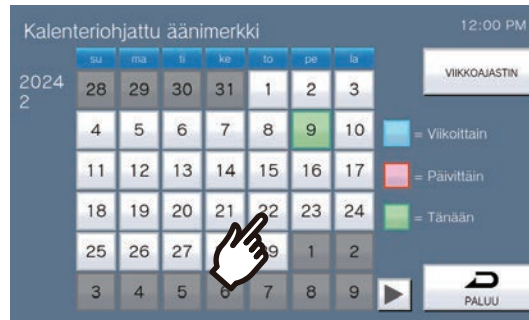 Kalenteriohjattu äänimerkki
12:00 PM
su ma ti ke to pe la
VIIKKOAJASTIN
2024
2
28 29 30 31 1 2 3
4 5 6 7 8 9 10
= Viikoittain
11 12 13 14 15 16 17
= Päivittäin
18 19 20 21 22 23 24
= Tänään
25 26 27 1 2
3 4 5 6 7 8 9
PALUU